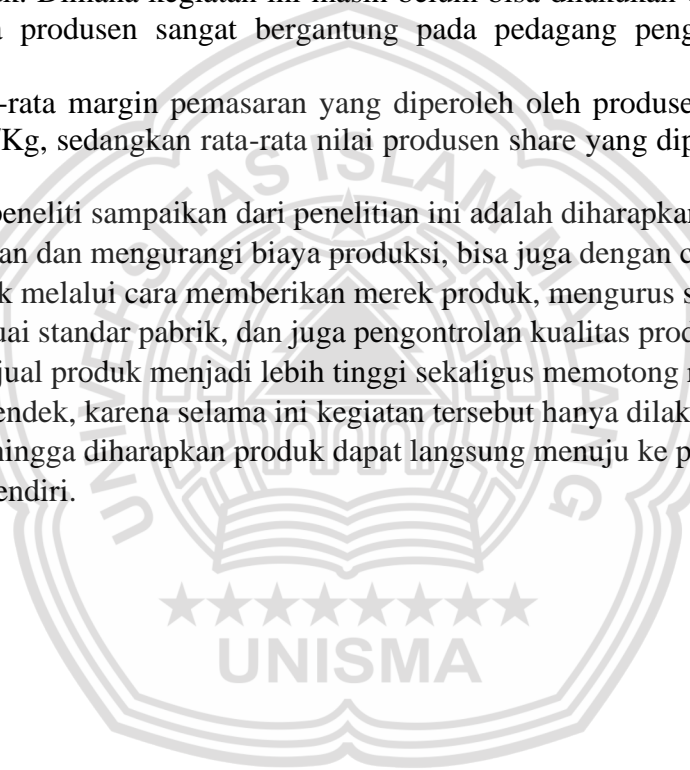 Dimana kegiatan ini masih belum bisa dilakukan
a produsen sangat bergantung pada pedagang peng
-rata margin pemasaran yang diperoleh oleh produse
/Kg, sedangkan rata-rata nilai produsen share yang dip
peneliti sampaikan dari penelitian ini adalah diharapkan
an dan mengurangi biaya produksi, bisa juga dengan c
k melalui cara memberikan merek produk, mengurus s
uai standar pabrik, dan juga pengontrolan kualitas prod
jual produk menjadi lebih tinggi sekaligus memotong
endek, karena selama ini kegiatan tersebut hanya dilak
hingga diharapkan produk dapat langsung menuju ke p
endiri.
UNIVERSITAS ISLAM MALANG
UNISMA